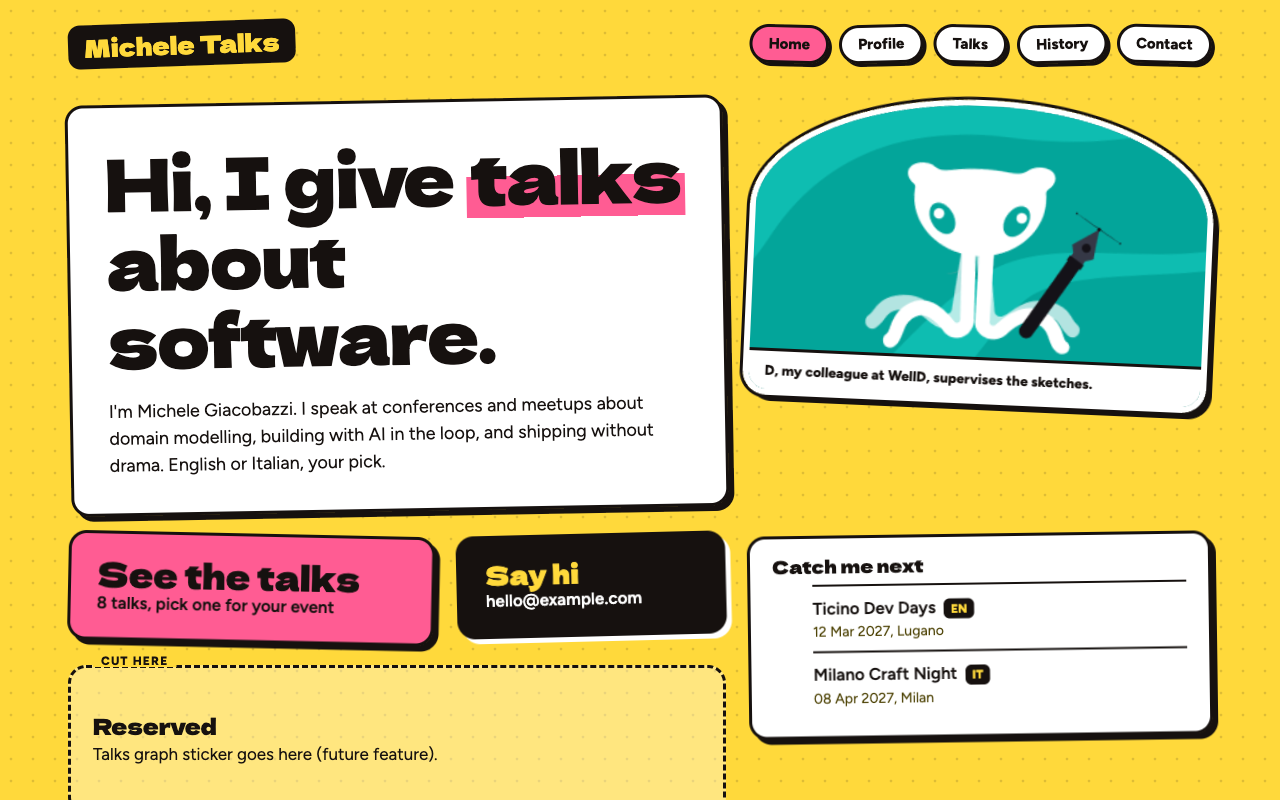 Michele Talks
Home
Profile
Talks
History
Contact
Hi, I give talks
about
software.
I'm Michele Giacobazzi. I speak at conferences and meetups about
domain modelling, building with AI in the loop, and shipping without
drama. English or Italian, your pick.
D, my colleague at WellD, supervises the sketches.
See the talks
8 talks, pick one for your event
Say hi
hello@example.com
Catch me next
Ticino Dev Days EN
12 Mar 2027, Lugano
Milano Craft Night IT
08 Apr 2027, Milan
CUT HERE
Reserved
Talks graph sticker goes here (future feature).